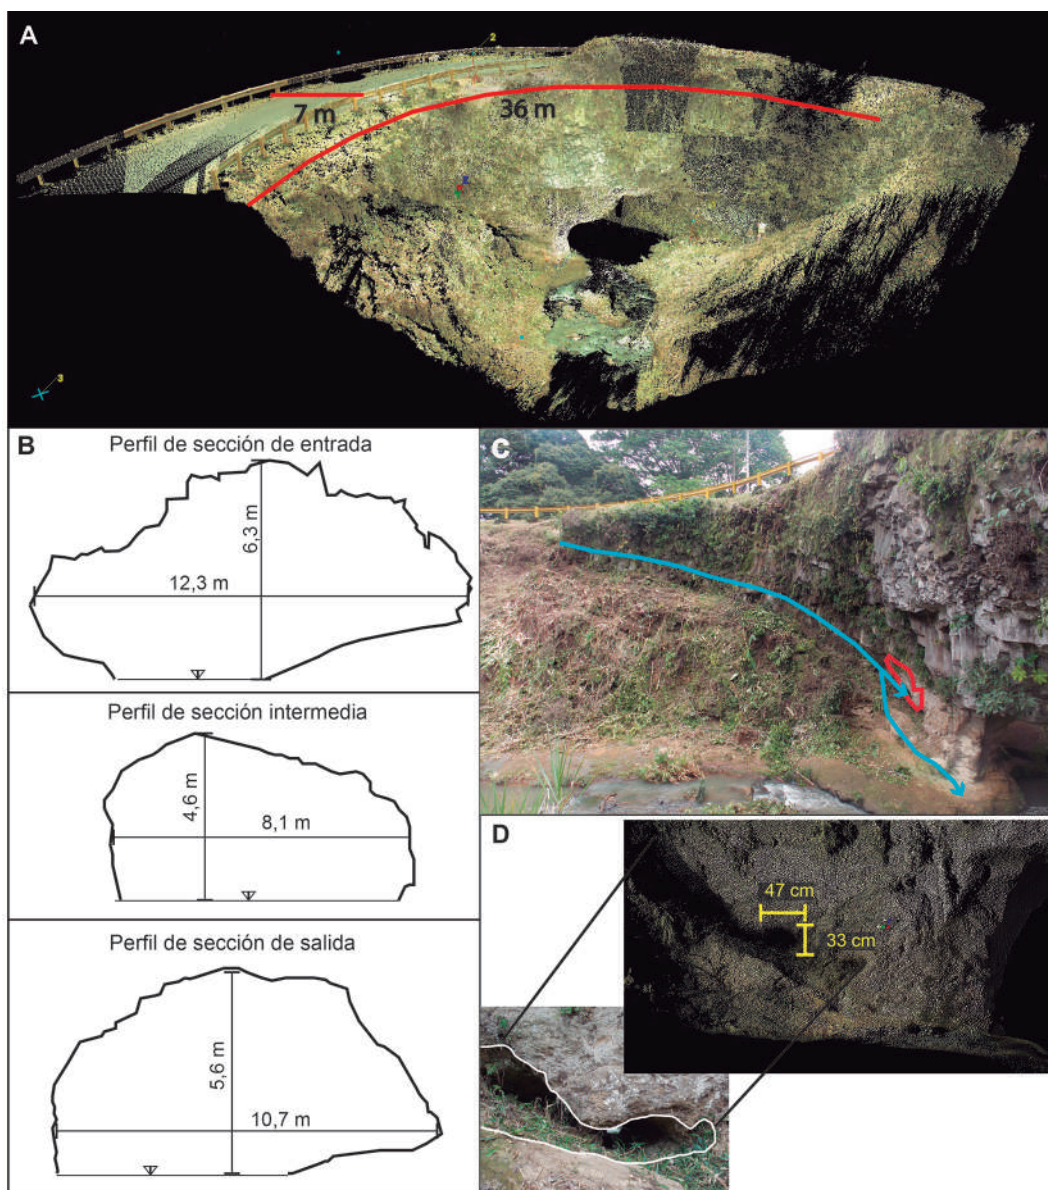 A
2
7 m
36 m
Z
3
B
Perfil de sección de entrada
6,3 m
12,3 m
Perfil de sección intermedia
4,6 m
8,1 m
Perfil de sección de salida
5,6 m
10,7 m
C
D
47 cm
33 cm